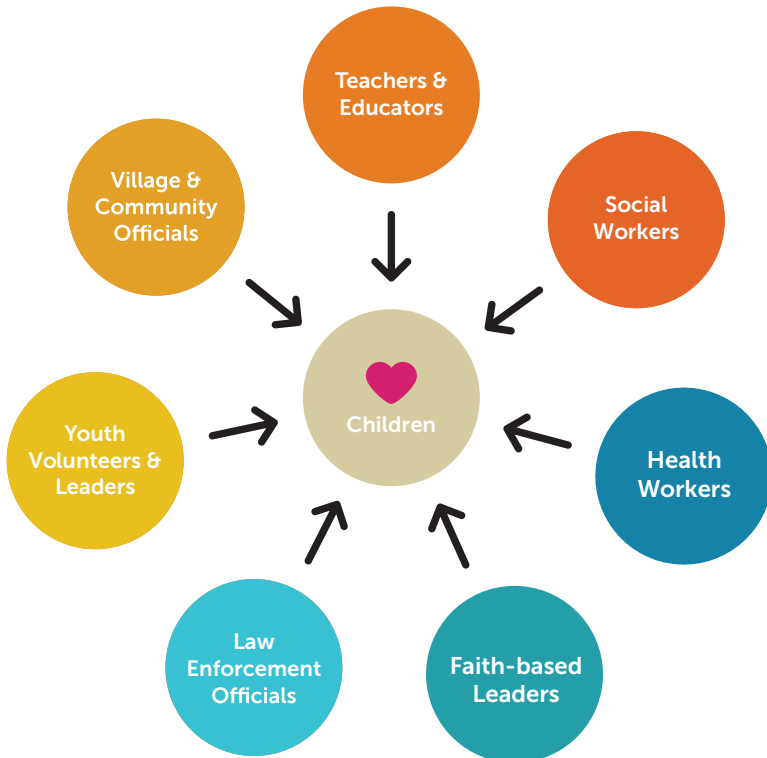 Teachers &
Educators
Social
Workers
Health
Workers
Faith-based
Leaders
Law
Enforcement
Officials
Youth
Volunteers &
Leaders
Village &
Community
Officials
Children